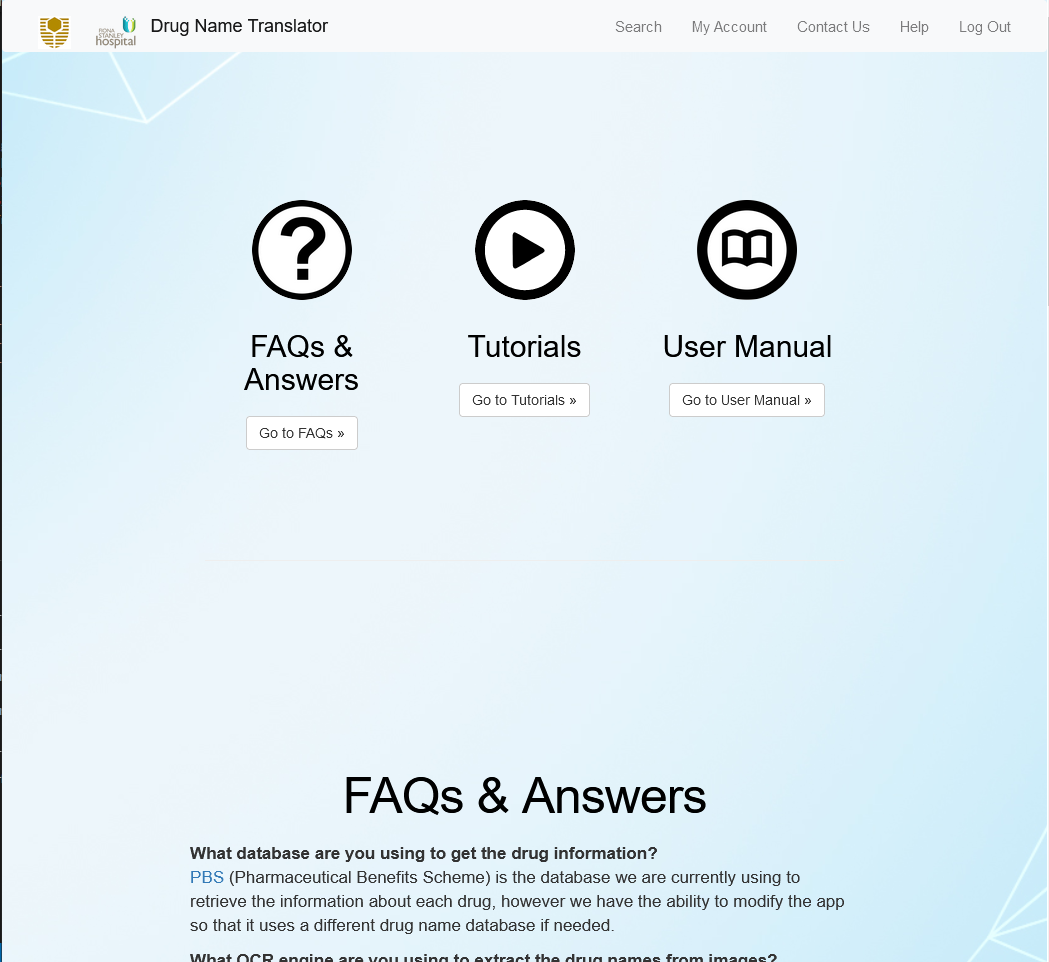 FIONA
STANLEY
hospital
Drug Name Translator
Search
My Account
Contact Us
Help
Log Out
?
FAQs &
Answers
Go to FAQs »
Tutorials
Go to Tutorials »
User Manual
Go to User Manual »
FAQs & Answers
What database are you using to get the drug information?
PBS (Pharmaceutical Benefits Scheme) is the database we are currently using to
retrieve the information about each drug, however we have the ability to modify the app
so that it uses a different drug name database if needed.
What OCR engine are you using to extract the drug names from images?